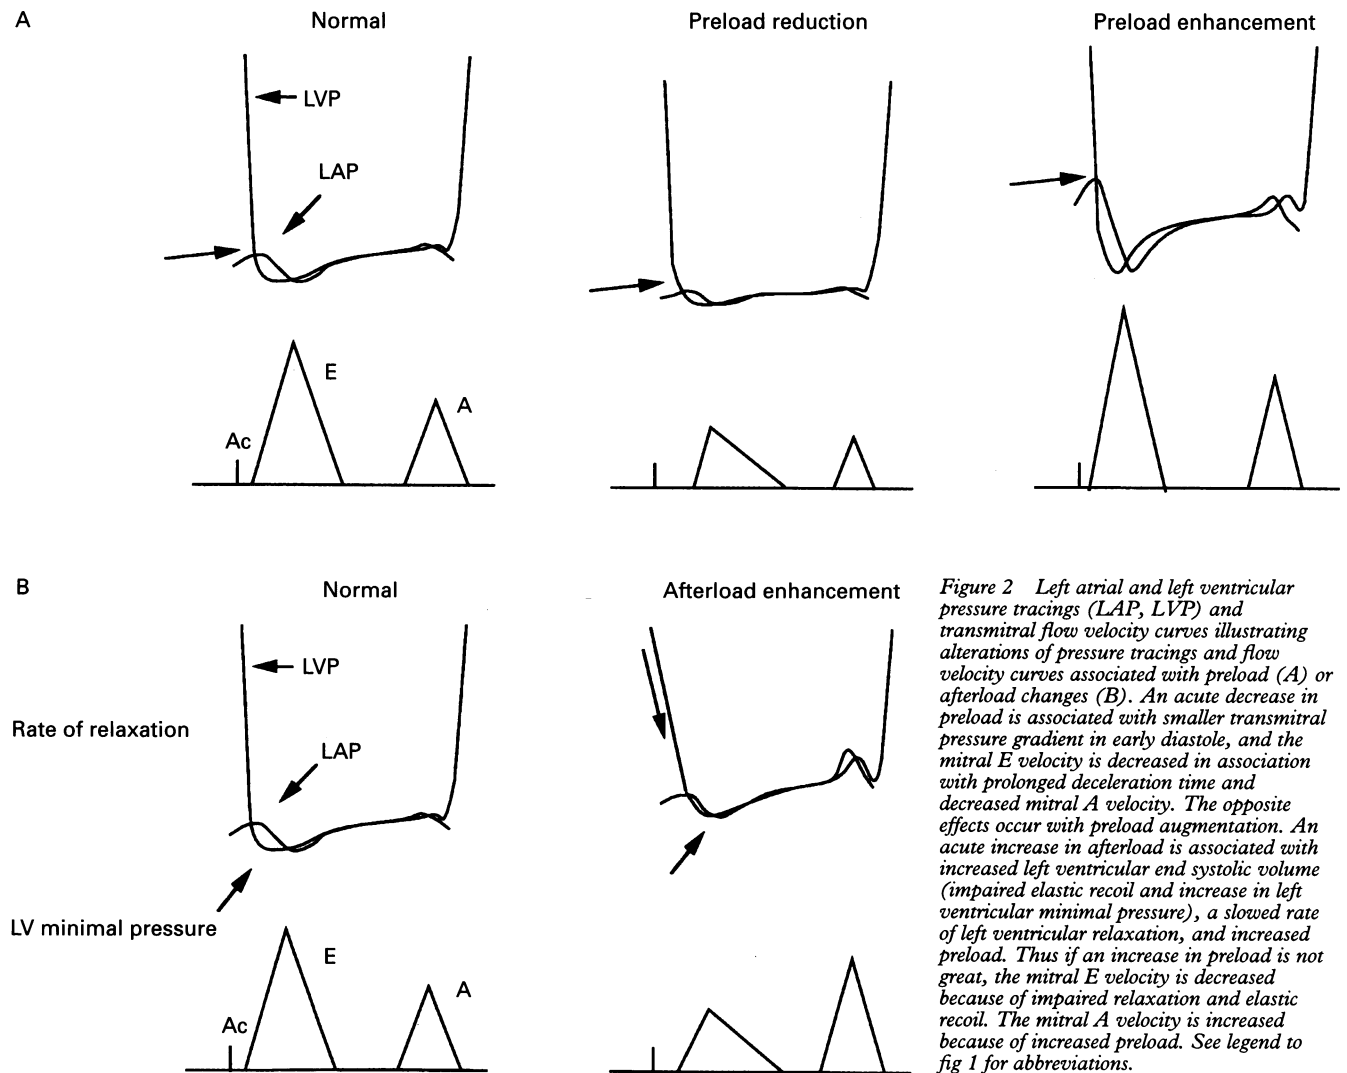 A
Normal
Preload reduction
Preload enhancement
LVP
LAP
E
A
Ac
B
Normal
Afterload enhancement
LVP
Rate of relaxation
LAP
LV minimal pressure
E
A
Ac
Figure 2 Left atrial and left ventricular
pressure tracings (LAP, LVP) and
transmitral flow velocity curves illustrating
alterations of pressure tracings and flow
velocity curves associated with preload (A) or
afterload changes (B). An acute decrease in
preload is associated with smaller transmitral
pressure gradient in early diastole, and the
mitral E velocity is decreased in association
with prolonged deceleration time and
decreased mitral A velocity. The opposite
effects occur with preload augmentation. An
acute increase in afterload is associated with
increased left ventricular end systolic volume
(impaired elastic recoil and increase in left
ventricular minimal pressure), a slowed rate
of left ventricular relaxation, and increased
preload. Thus if an increase in preload is not
great, the mitral E velocity is decreased
because of impaired relaxation and elastic
recoil. The mitral A velocity is increased
because of increased preload. See legend to
fig 1 for abbreviations.